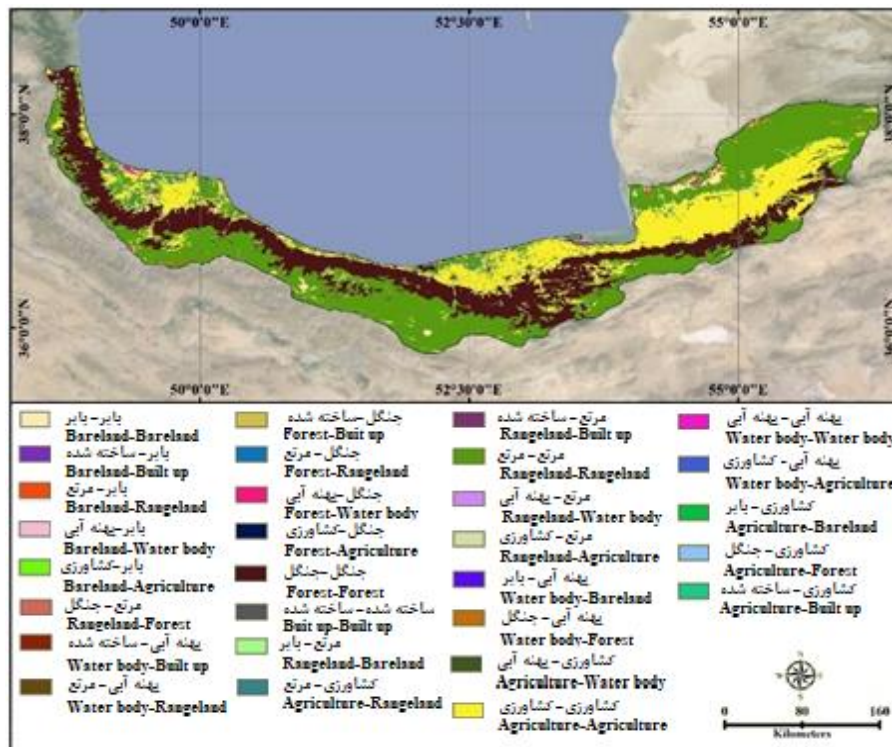 50°0'0"E
52°30'0"E
55°0'0"E
38°0'0"N
38°0'0"N
36°0'0"N
36°0'0"N
50°0'0"E
52°30'0"E
55°0'0"E
بایر-بایر
Bareland-Bareland
بایر-ساخته شده
Bareland-Built up
بایر-مرتع
Bareland-Rangeland
بایر-پهنه آبی
Bareland-Water body
بایر-کشاورزی
Bareland-Agriculture
مرتع-جنگل
Rangeland-Forest
پهنه آبی-ساخته شده
Water body-Built up
پهنه آبی-مرتع
Water body-Rangeland
جنگل-ساخته شده
Forest-Buit up
جنگل-مرتع
Forest-Rangeland
جنگل-پهنه آبی
Forest-Water body
جنگل-کشاورزی
Forest-Agriculture
جنگل-جنگل
Forest-Forest
ساخته شده-ساخته شده
Buit up-Built up
مرتع-بایر
Rangeland-Bareland
کشاورزی-مرتع
Agriculture-Rangeland
مرتع-ساخته شده
Rangeland-Built up
مرتع-مرتع
Rangeland-Rangeland
مرتع-پهنه آبی
Rangeland-Water body
مرتع-کشاورزی
Rangeland-Agriculture
پهنه آبی-بایر
Water body-Bareland
پهنه آبی-جنگل
Water body-Forest
کشاورزی-پهنه آبی
Agriculture-Water body
کشاورزی-کشاورزی
Agriculture-Agriculture
پهنه آبی-پهنه آبی
Water body-Water body
پهنه آبی-کشاورزی
Water body-Agriculture
کشاورزی-بایر
Agriculture-Bareland
کشاورزی-جنگل
Agriculture-Forest
کشاورزی-ساخته شده
Agriculture-Built up
N
W
E
S
0 80 160
Kilometers